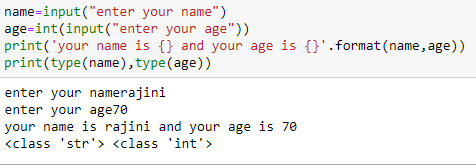 name=input("enter your name")
age=int(input("enter your age"))
print('your name is {} and your age is {}'.format(name,age))
print(type(name),type(age))
enter your namerajini
enter your age70
your name is rajini and your age is 70
<class 'str'> <class 'int'>